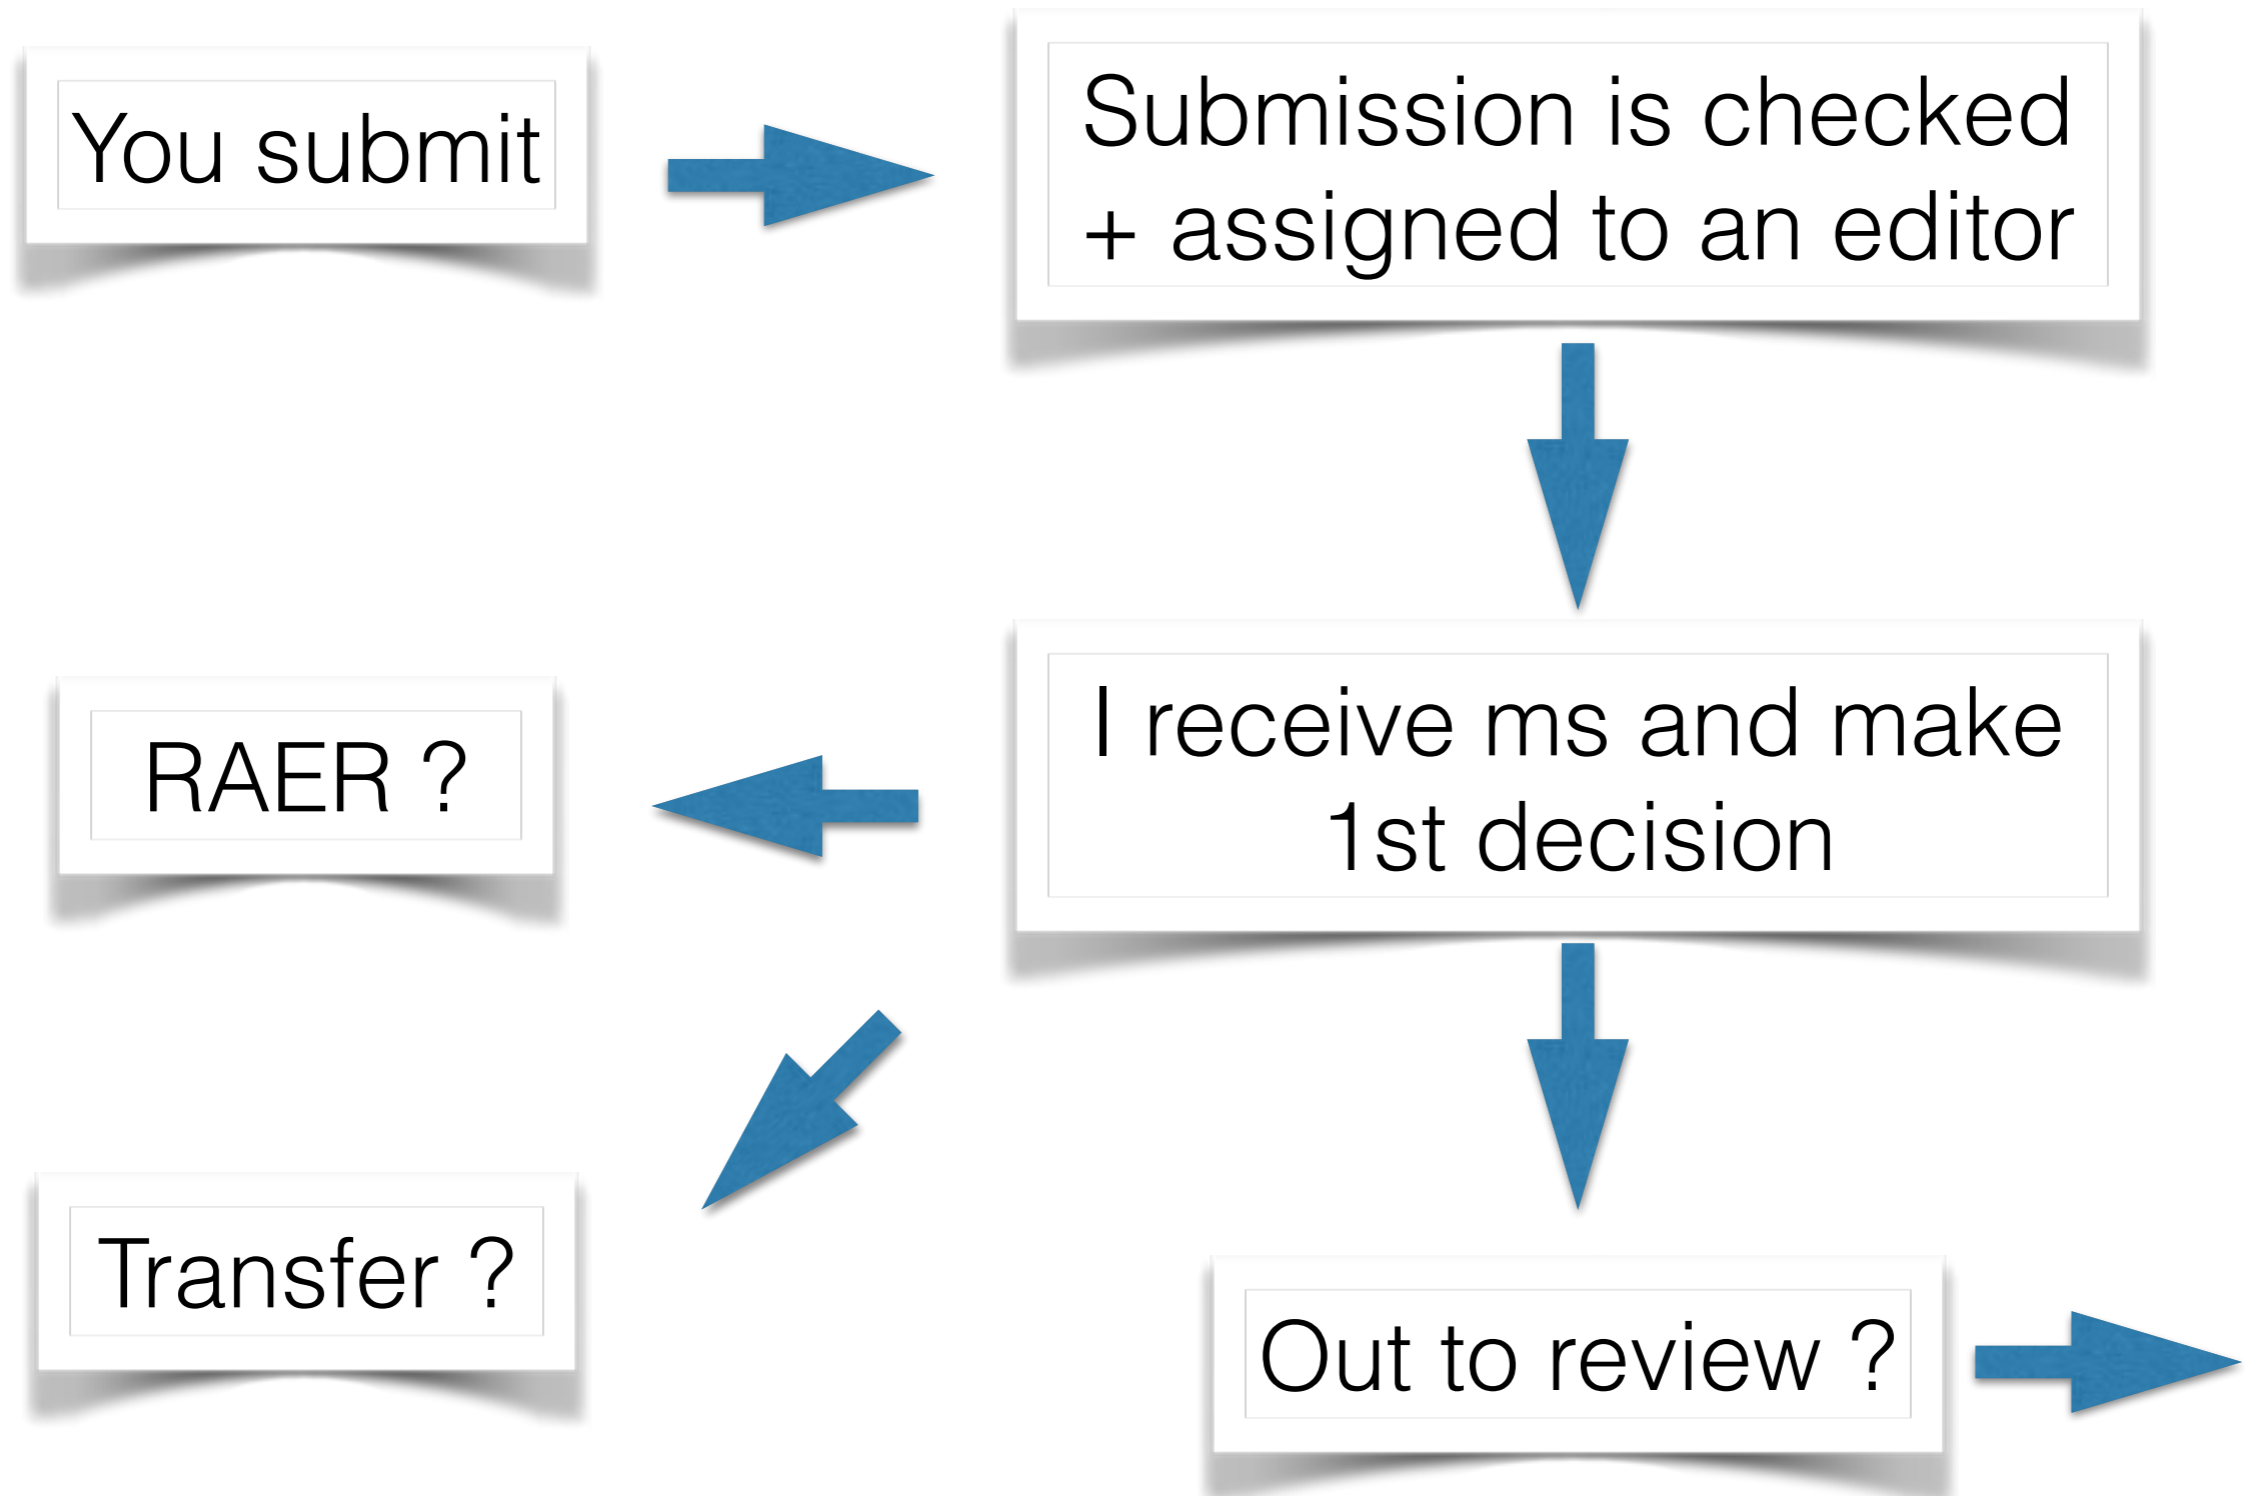 You submit
Submission is checked
+ assigned to an editor
I receive ms and make
1st decision
RAER ?
Transfer ?
Out to review ?